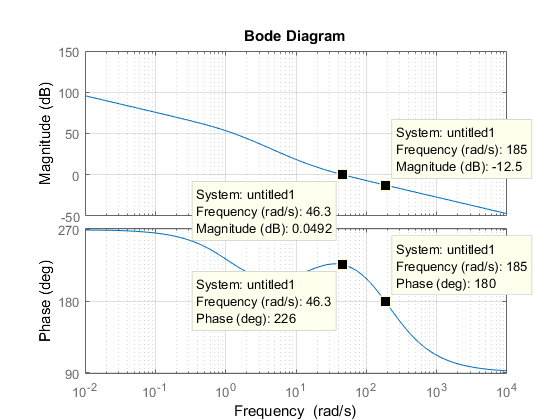 Bode Diagram
150
100
50
0
-50
Magnitude (dB)
System: untitled1
Frequency (rad/s): 185
Magnitude (dB): -12.5
System: untitled1
Frequency (rad/s): 46.3
Magnitude (dB): 0.0492
270
180
90
Phase (deg)
System: untitled1
Frequency (rad/s): 185
Phase (deg): 180
System: untitled1
Frequency (rad/s): 46.3
Phase (deg): 226
10^-2 10^-1 10^0 10^1 10^2 10^3 10^4
Frequency (rad/s)